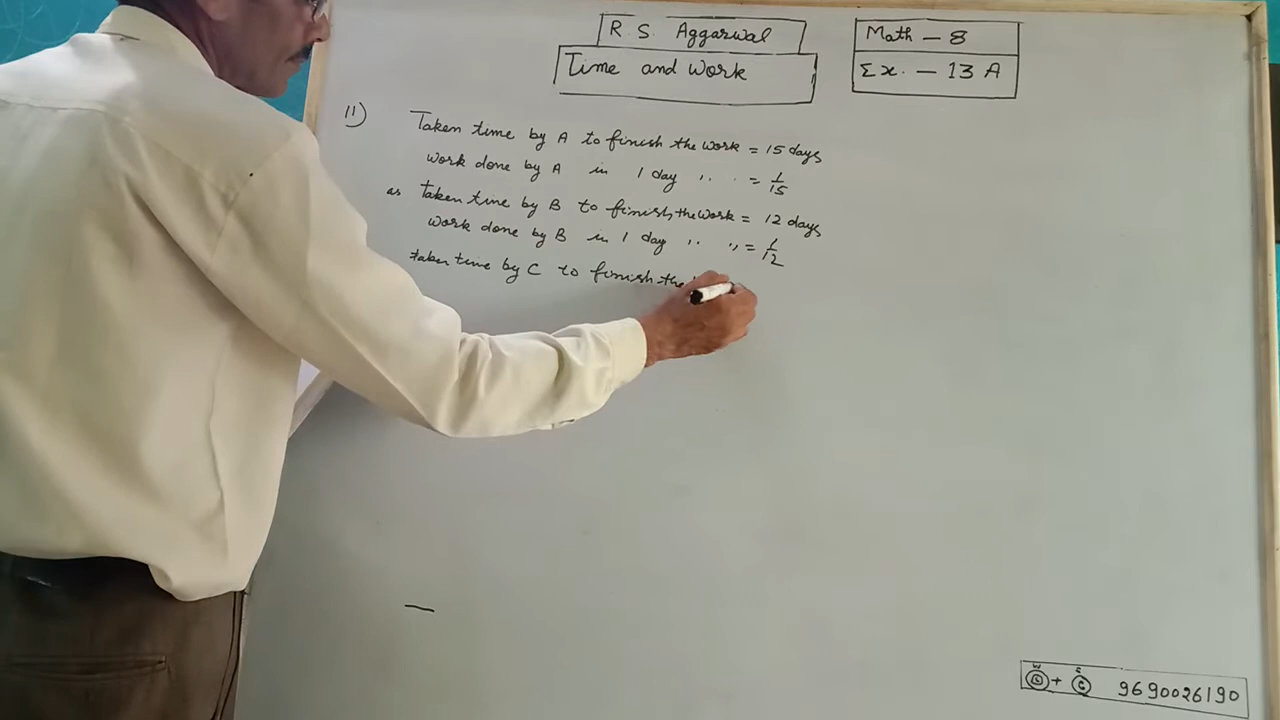 R S. Aggarwal
Time and Work
Math - 8
Ex. - 13 A
11)
Taken time by A to finish the work = 15 days
work done by A in 1 day ,, ,, = 1/15
as Taken time by B to finish the work = 12 days
work done by B in 1 day ,, ,, = 1/12
taken time by C to finish the
W S
+ 9690026190